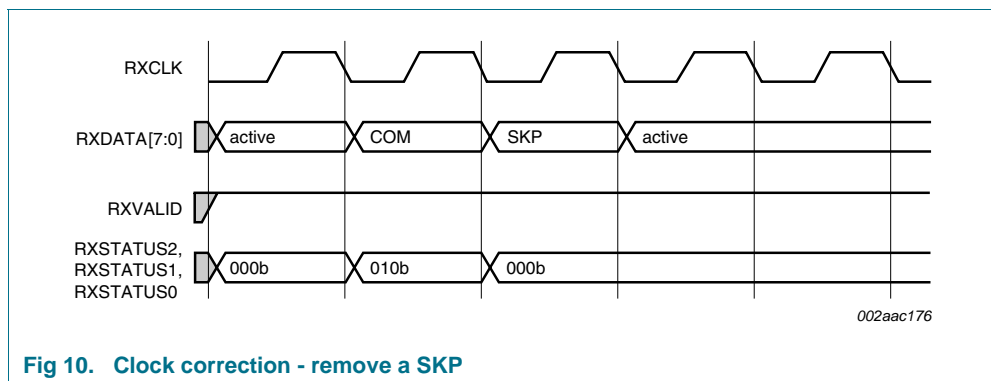 RXCLK
RXDATA[7:0] active COM SKP active
RXVALID
RXSTATUS2,
RXSTATUS1, 000b 010b 000b
RXSTATUS0
002aac176
Fig 10. Clock correction - remove a SKP